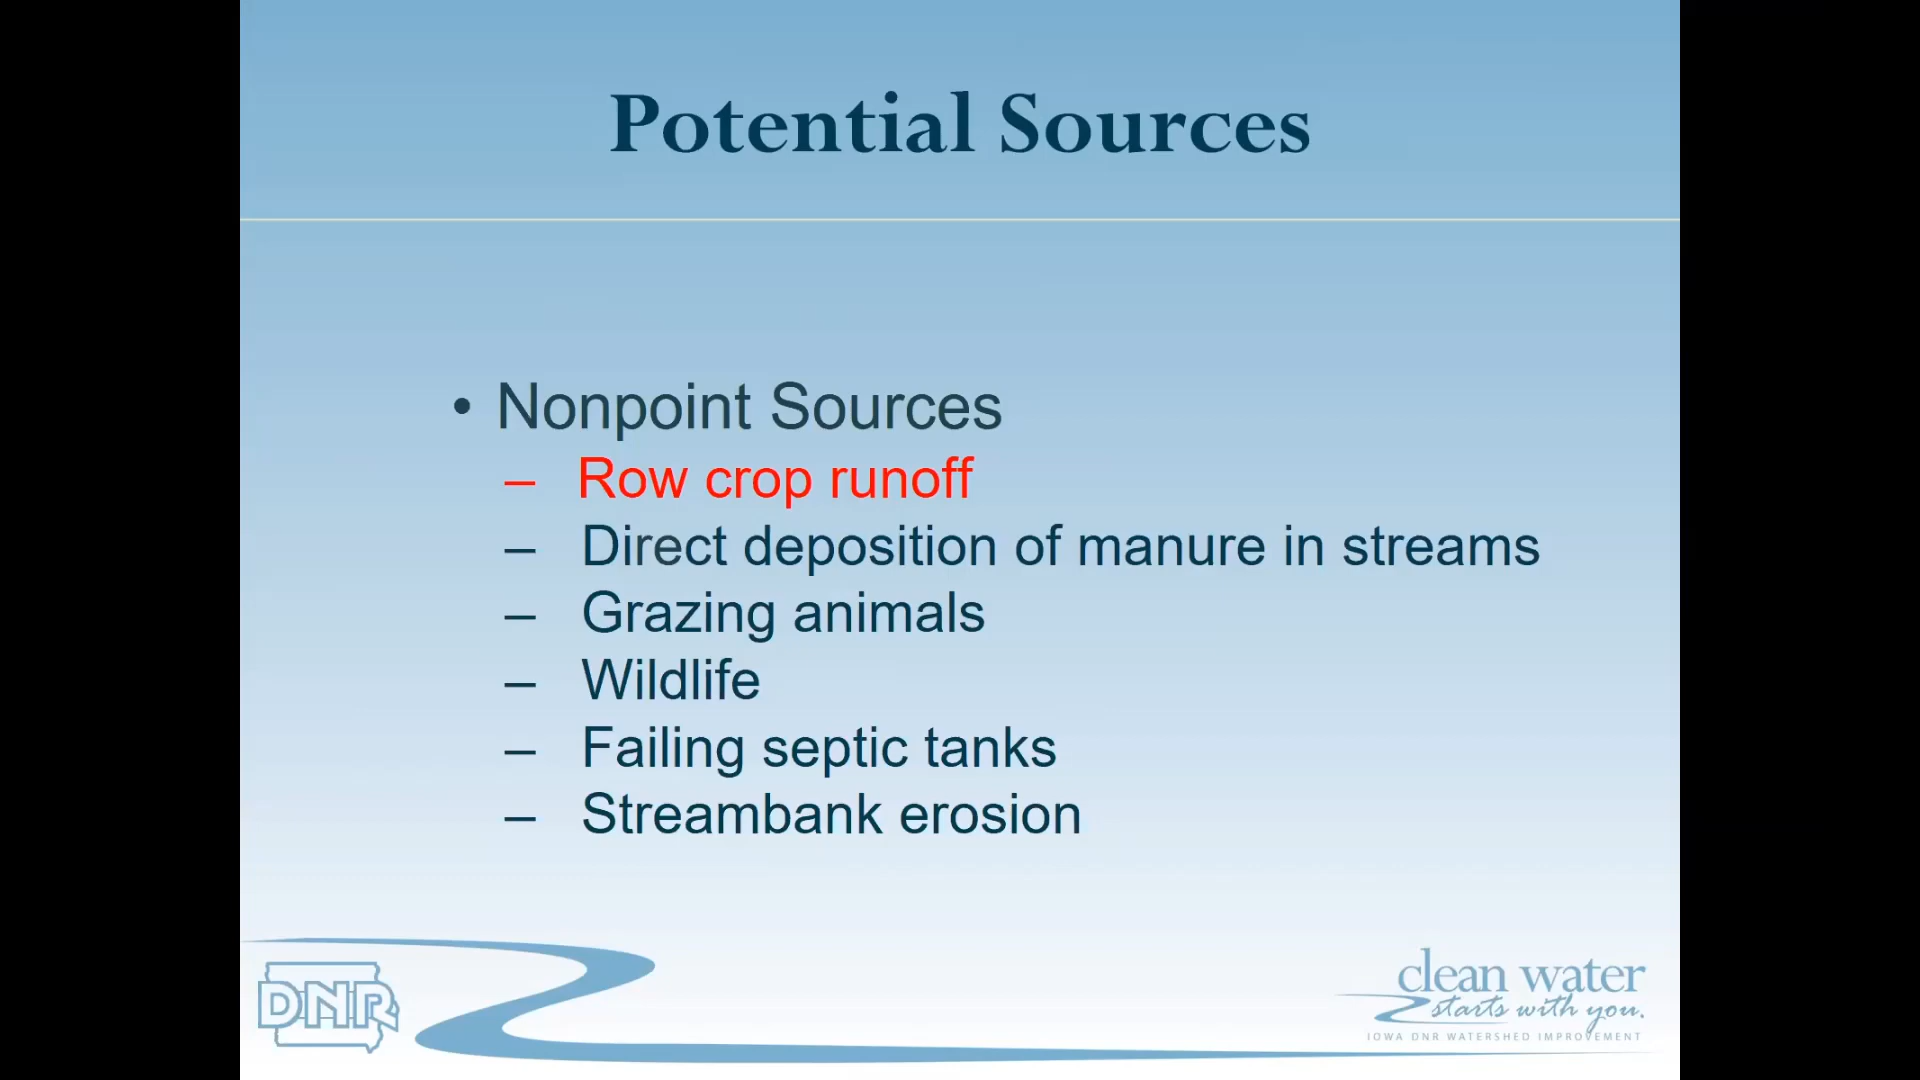 Potential Sources
• Nonpoint Sources
– Row crop runoff
– Direct deposition of manure in streams
– Grazing animals
– Wildlife
– Failing septic tanks
– Streambank erosion
DNR
clean water
starts with you.
IOWA DNR WATERSHED IMPROVEMENT